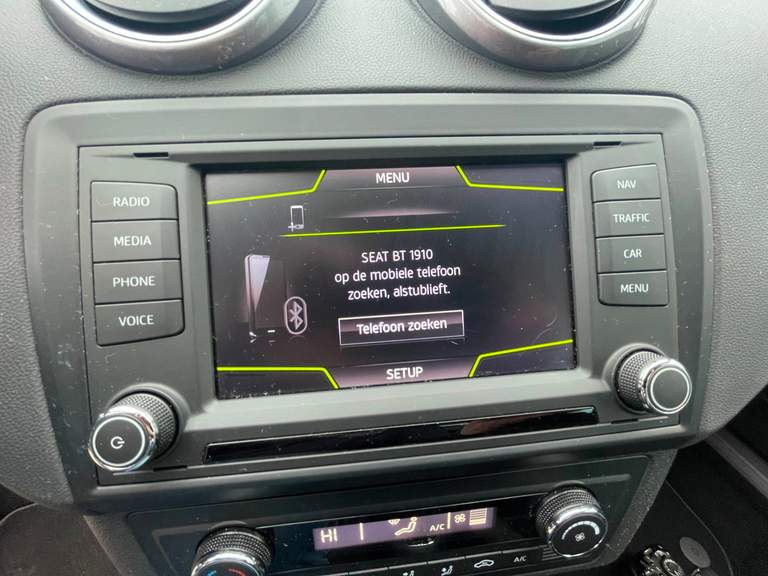 MENU
RADIO
MEDIA
PHONE
VOICE
SEAT BT 1910
op de mobiele telefoon
zoeken, alstublieft.
Telefoon zoeken
SETUP
NAV
TRAFFIC
CAR
MENU
HI
A/C
A/C